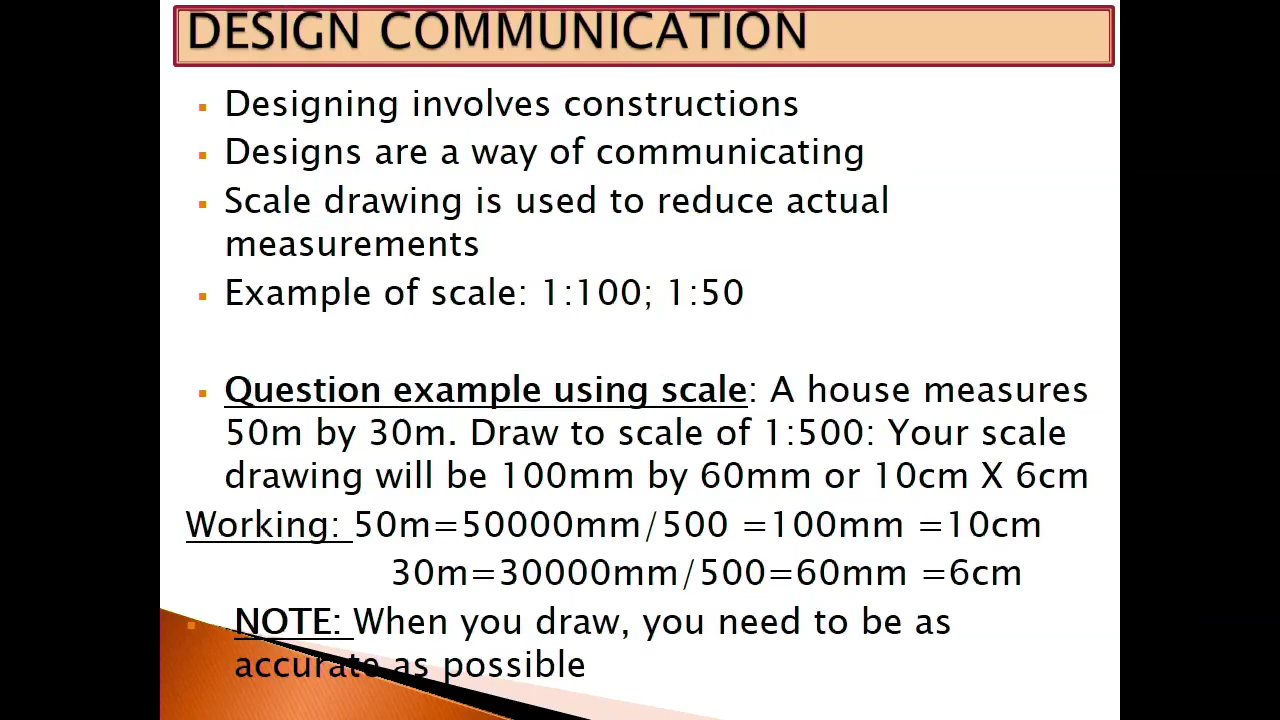 DESIGN COMMUNICATION
Designing involves constructions
Designs are a way of communicating
Scale drawing is used to reduce actual
measurements
Example of scale: 1:100; 1:50
Question example using scale: A house measures
50m by 30m. Draw to scale of 1:500: Your scale
drawing will be 100mm by 60mm or 10cm X 6cm
Working: 50m=50000mm/500 =100mm =10cm
30m=30000mm/500=60mm =6cm
NOTE: When you draw, you need to be as
accurate as possible